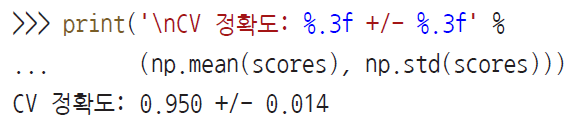 >>> print('\nCV 정확도: %.3f +/- %.3f' %
...       (np.mean(scores), np.std(scores)))
CV 정확도: 0.950 +/- 0.014